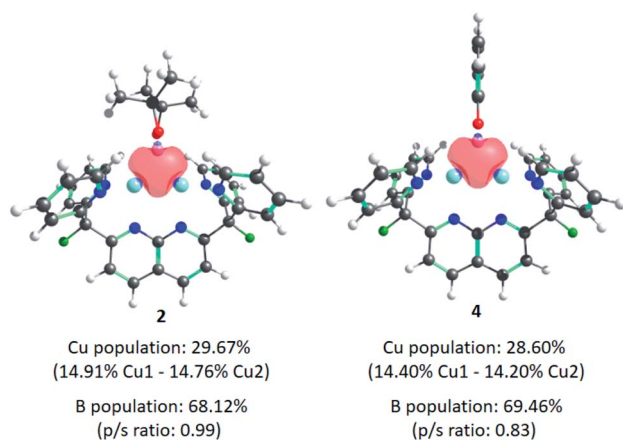 2
Cu population: 29.67%
(14.91% Cu1 - 14.76% Cu2)
B population: 68.12%
(p/s ratio: 0.99)
4
Cu population: 28.60%
(14.40% Cu1 - 14.20% Cu2)
B population: 69.46%
(p/s ratio: 0.83)